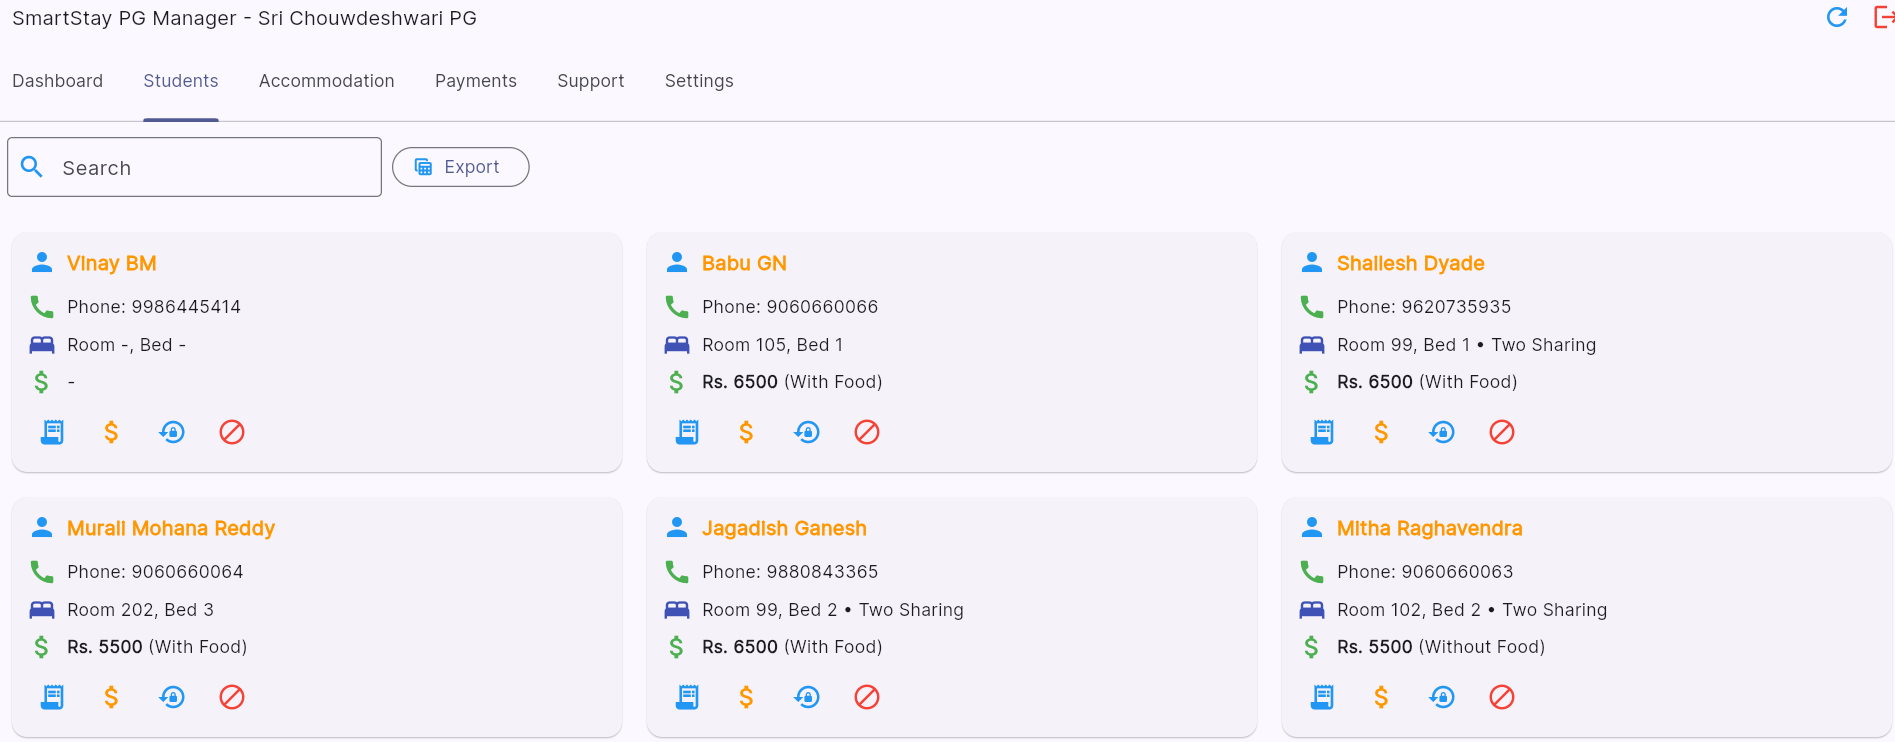 SmartStay PG Manager - Sri Chouwdeshwari PG
Dashboard Students Accommodation Payments Support Settings
Search Export
Vinay BM
Phone: 9986445414
Room -, Bed -
-
Babu GN
Phone: 9060660066
Room 105, Bed 1
Rs. 6500 (With Food)
Shailesh Dyade
Phone: 9620735935
Room 99, Bed 1 • Two Sharing
Rs. 6500 (With Food)
Murali Mohana Reddy
Phone: 9060660064
Room 202, Bed 3
Rs. 5500 (With Food)
Jagadish Ganesh
Phone: 9880843365
Room 99, Bed 2 • Two Sharing
Rs. 6500 (With Food)
Mitha Raghavendra
Phone: 9060660063
Room 102, Bed 2 • Two Sharing
Rs. 5500 (Without Food)